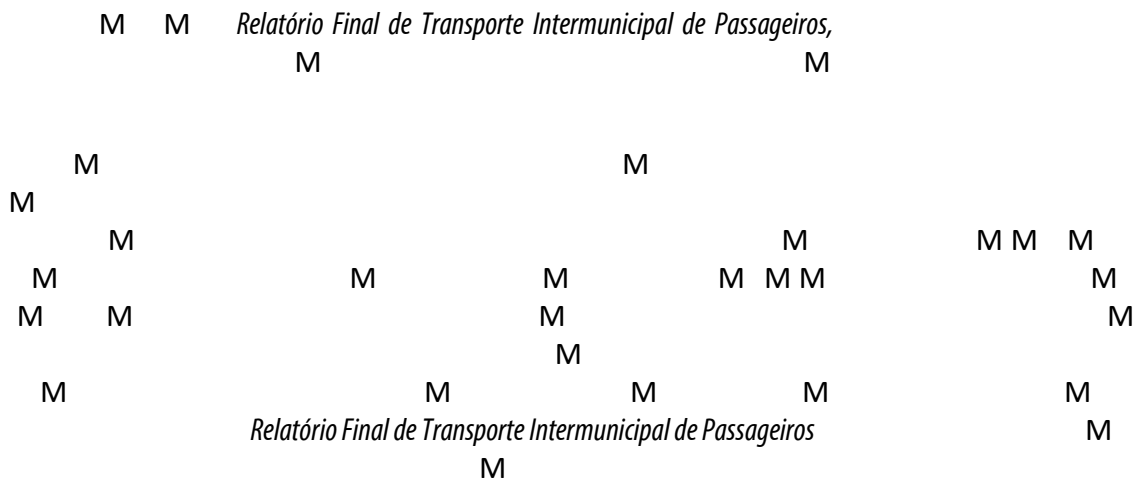 M M Relatório Final de Transporte Intermunicipal de Passageiros,
M M
M M
M
M M M M M
M M M M M M M
M M M M
M
M M M M M
Relatório Final de Transporte Intermunicipal de Passageiros M
M